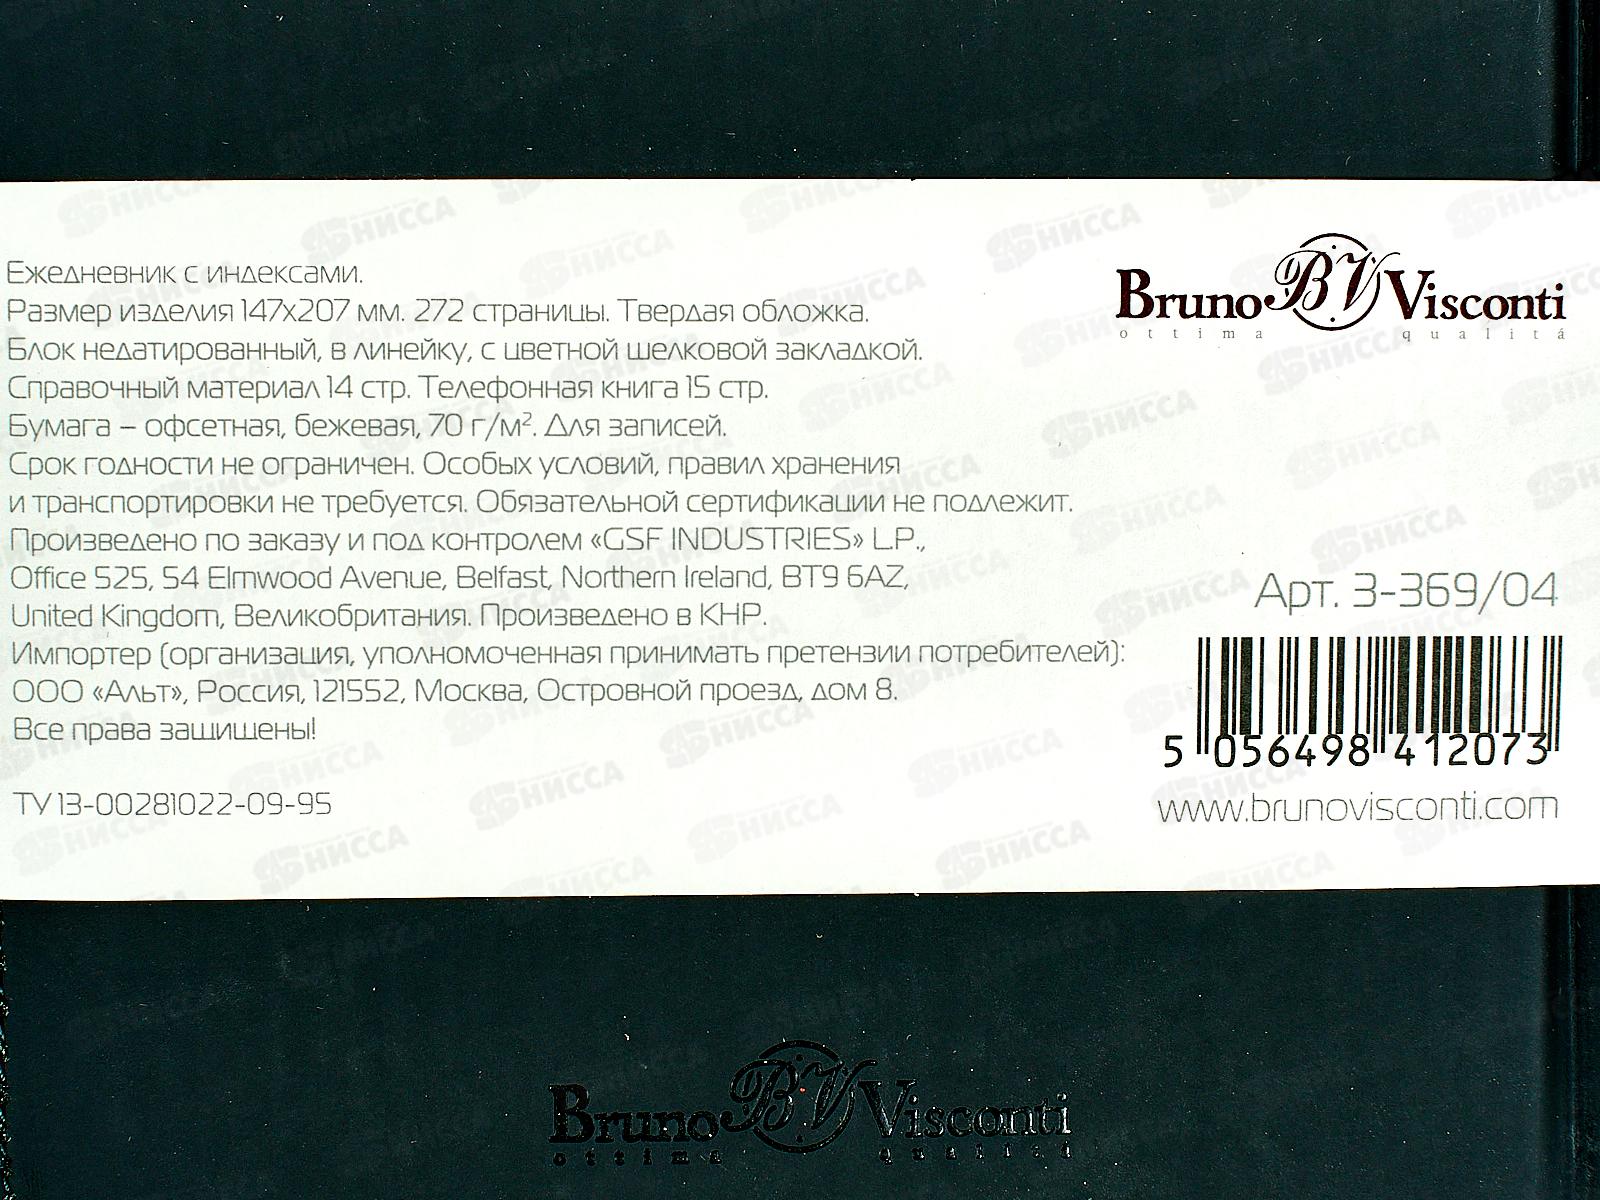 Ежедневник с индексами.
Размер изделия 147х207 мм. 272 страницы. Твердая обложка.
Блок недатированный, в линейку, с цветной шелковой закладкой.
Справочный материал 14 стр. Телефонная книга 15 стр.
Бумага – офсетная, бежевая, 70 г/м². Для записей.
Срок годности не ограничен. Особых условий, правил хранения
и транспортировки не требуется. Обязательной сертификации не подлежит.
Произведено по заказу и под контролем «GSF INDUSTRIES» L.P.,
Office 525, 54 Elmwood Avenue, Belfast, Northern Ireland, BT9 6AZ,
United Kingdom, Великобритания. Произведено в КНР.
Импортер (организация, уполномоченная принимать претензии потребителей):
ООО «Альт», Россия, 121552, Москва, Островной проезд, дом 8.
Все права защищены!
ТУ 13-00281022-09-95
Bruno BV Visconti
ottima qualitá
Арт. 3-369/04
5 056498 412073
www.brunovisconti.com
Bruno BV Visconti
ottima qualitá